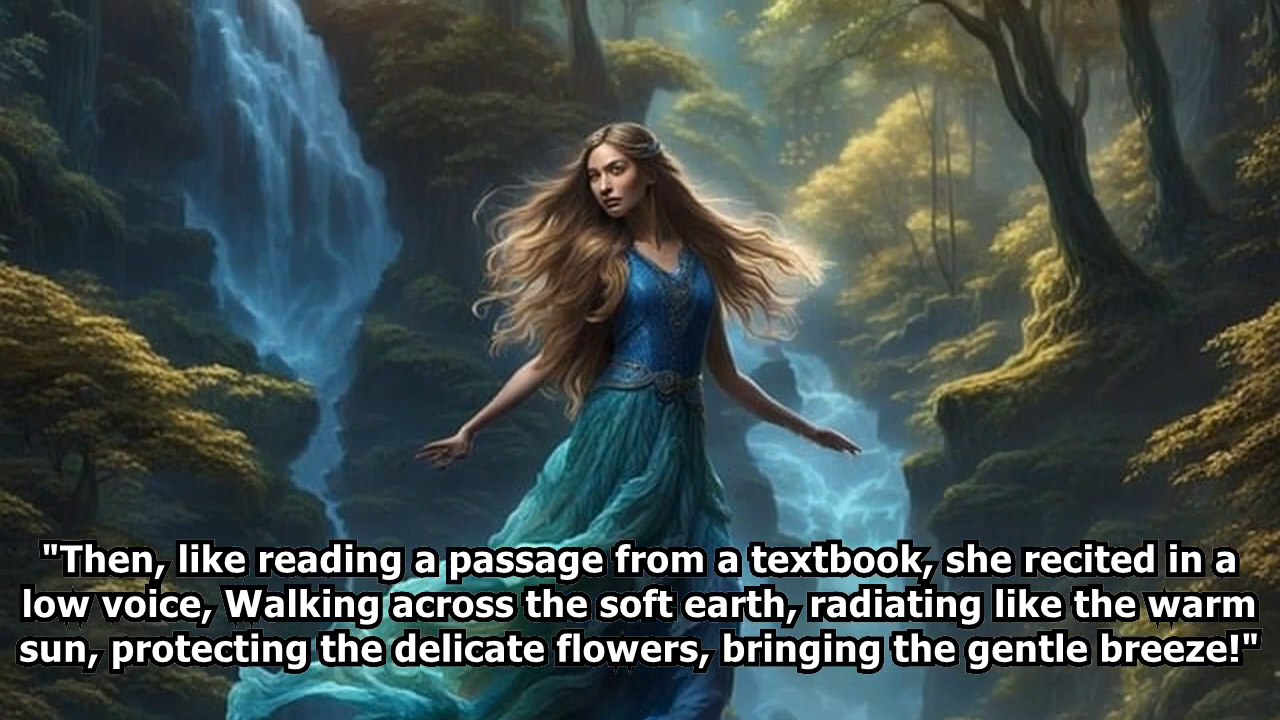 "Then, like reading a passage from a textbook, she recited in a
low voice, Walking across the soft earth, radiating like the warm
sun, protecting the delicate flowers, bringing the gentle breeze!"